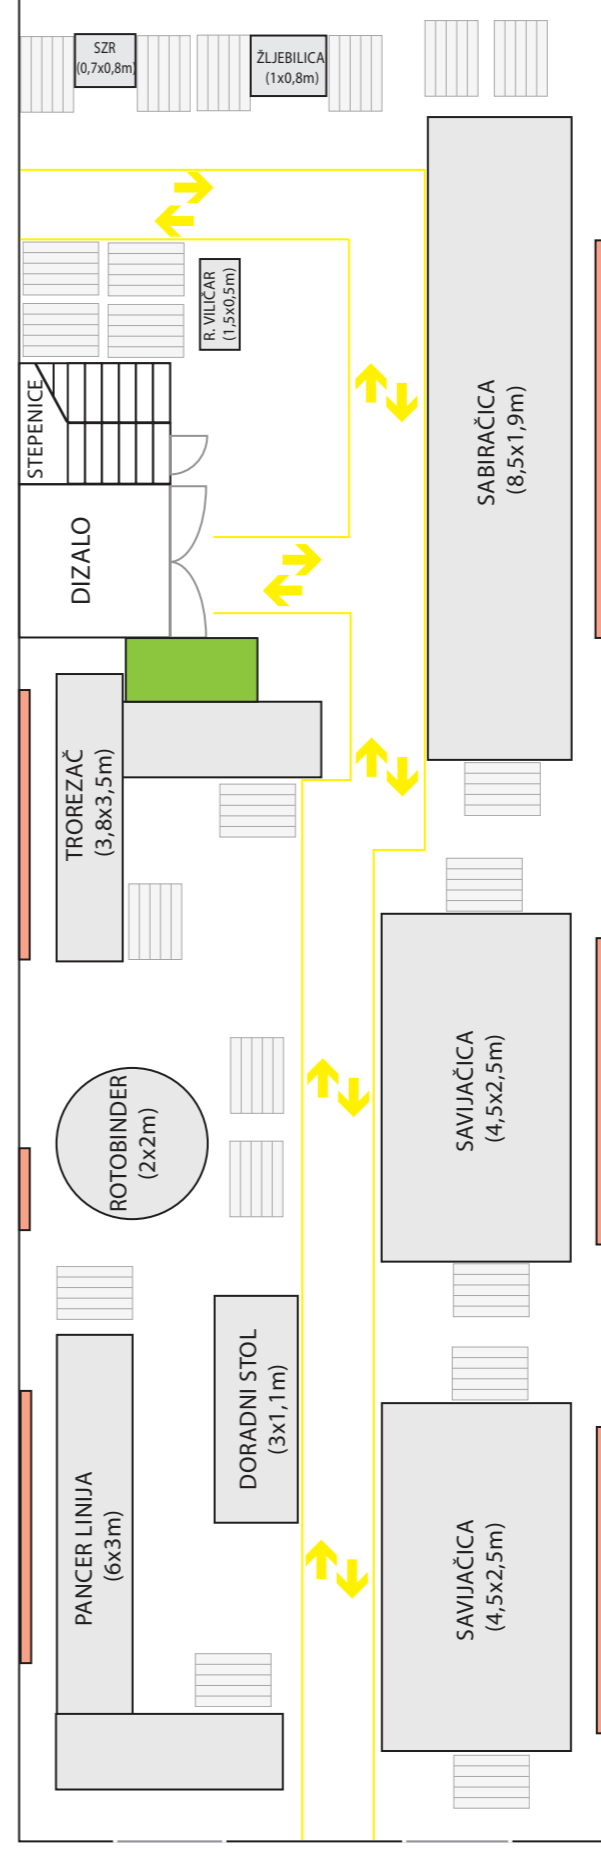 SZR
(0,7x0,8m)
ŽLJEBILICA
(1x0,8m)
R. VILIČAR
(1,5x0,5m)
STEPENICE
DIZALO
SABIRAČICA
(8,5x1,9m)
TROREZAČ
(3,8x3,5m)
SAVIJAČICA
(4,5x2,5m)
ROTOBINDER
(2x2m)
DORADNI STOL
(3x1,1m)
PANCER LINIJA
(6x3m)
SAVIJAČICA
(4,5x2,5m)